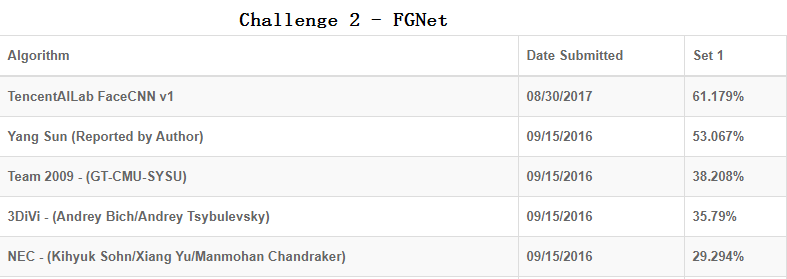 Challenge 2 - FGNet
Algorithm Date Submitted Set 1
TencentAILab FaceCNN v1 08/30/2017 61.179%
Yang Sun (Reported by Author) 09/15/2016 53.067%
Team 2009 - (GT-CMU-SYSU) 09/15/2016 38.208%
3DiVi - (Andrey Bich/Andrey Tsybulevsky) 09/15/2016 35.79%
NEC - (Kihyuk Sohn/Xiang Yu/Manmohan Chandraker) 09/15/2016 29.294%